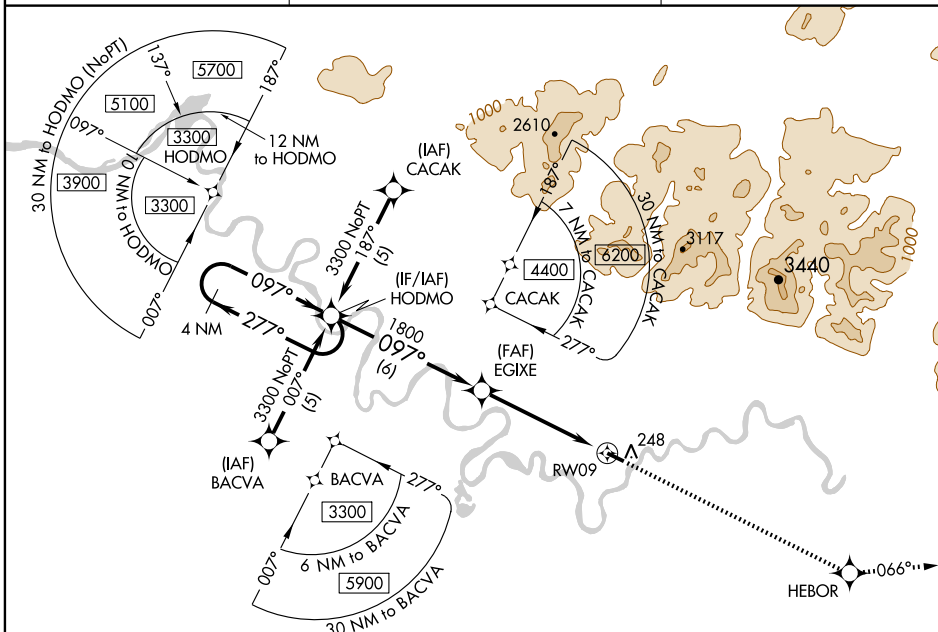 30 NM to HODMO (NoPT)
137°
5700
187°
5100
097°
3300
HODMO
12 NM
to HODMO
3900
3300
10 NM to HODMO
007°
(IAF)
CACAK
3300 NoPT
187°
(5)
1000
2610
187°
30 NM to CACAK
7 NM to CACAK
6200
4400
CACAK
277°
3117
3440
1000
097°
(IF/IAF)
HODMO
4 NM
277°
1800
097°
(6)
(FAF)
EGIXE
3300 NoPT
007°
(5)
(IAF)
BACVA
248
RW09
BACVA
277°
3300
007°
6 NM to BACVA
5900
30 NM to BACVA
HEBOR
066°